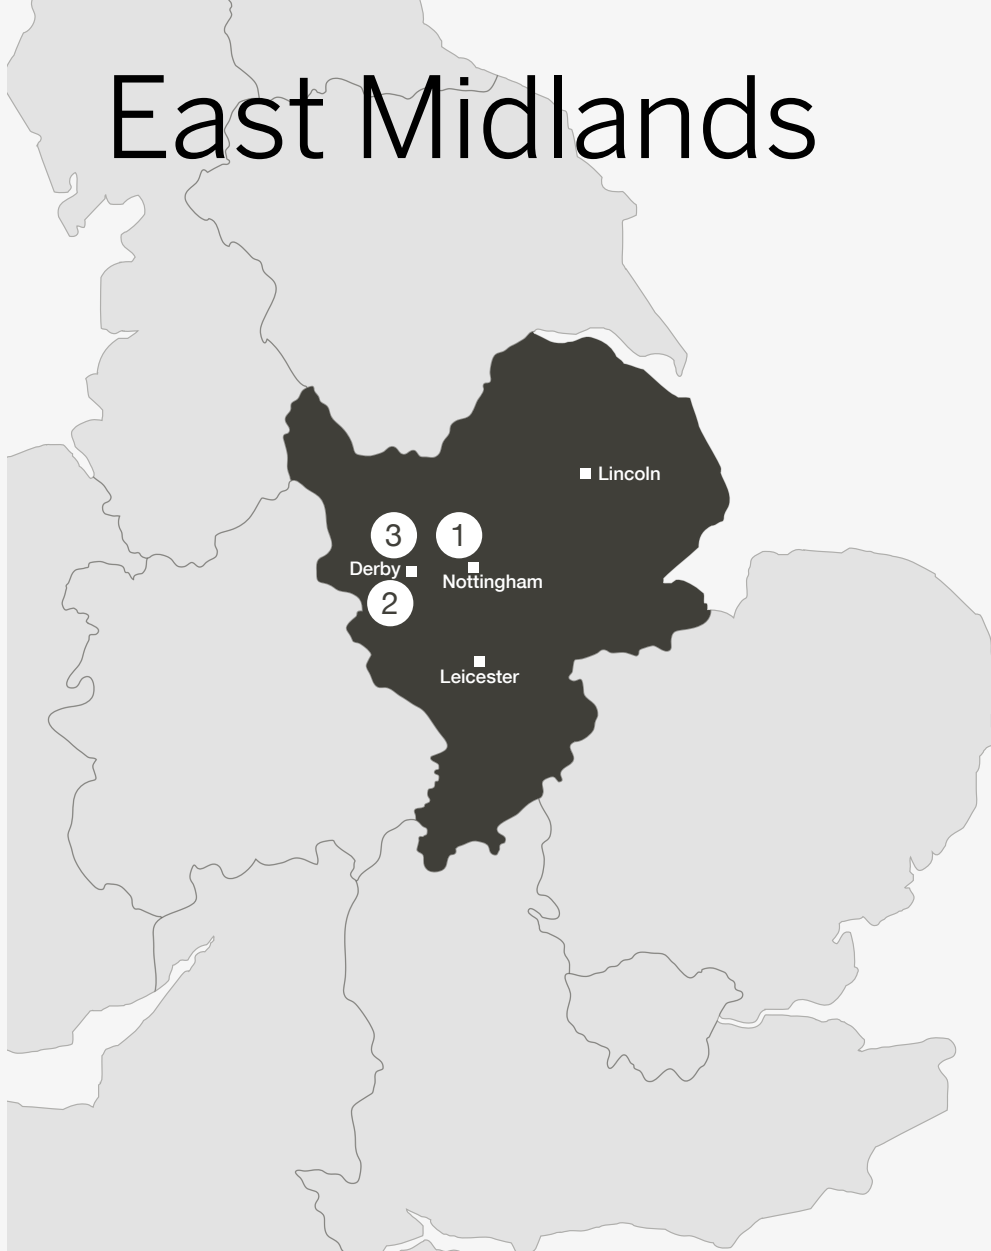 East Midlands
Lincoln
3
1
Derby
Nottingham
2
Leicester